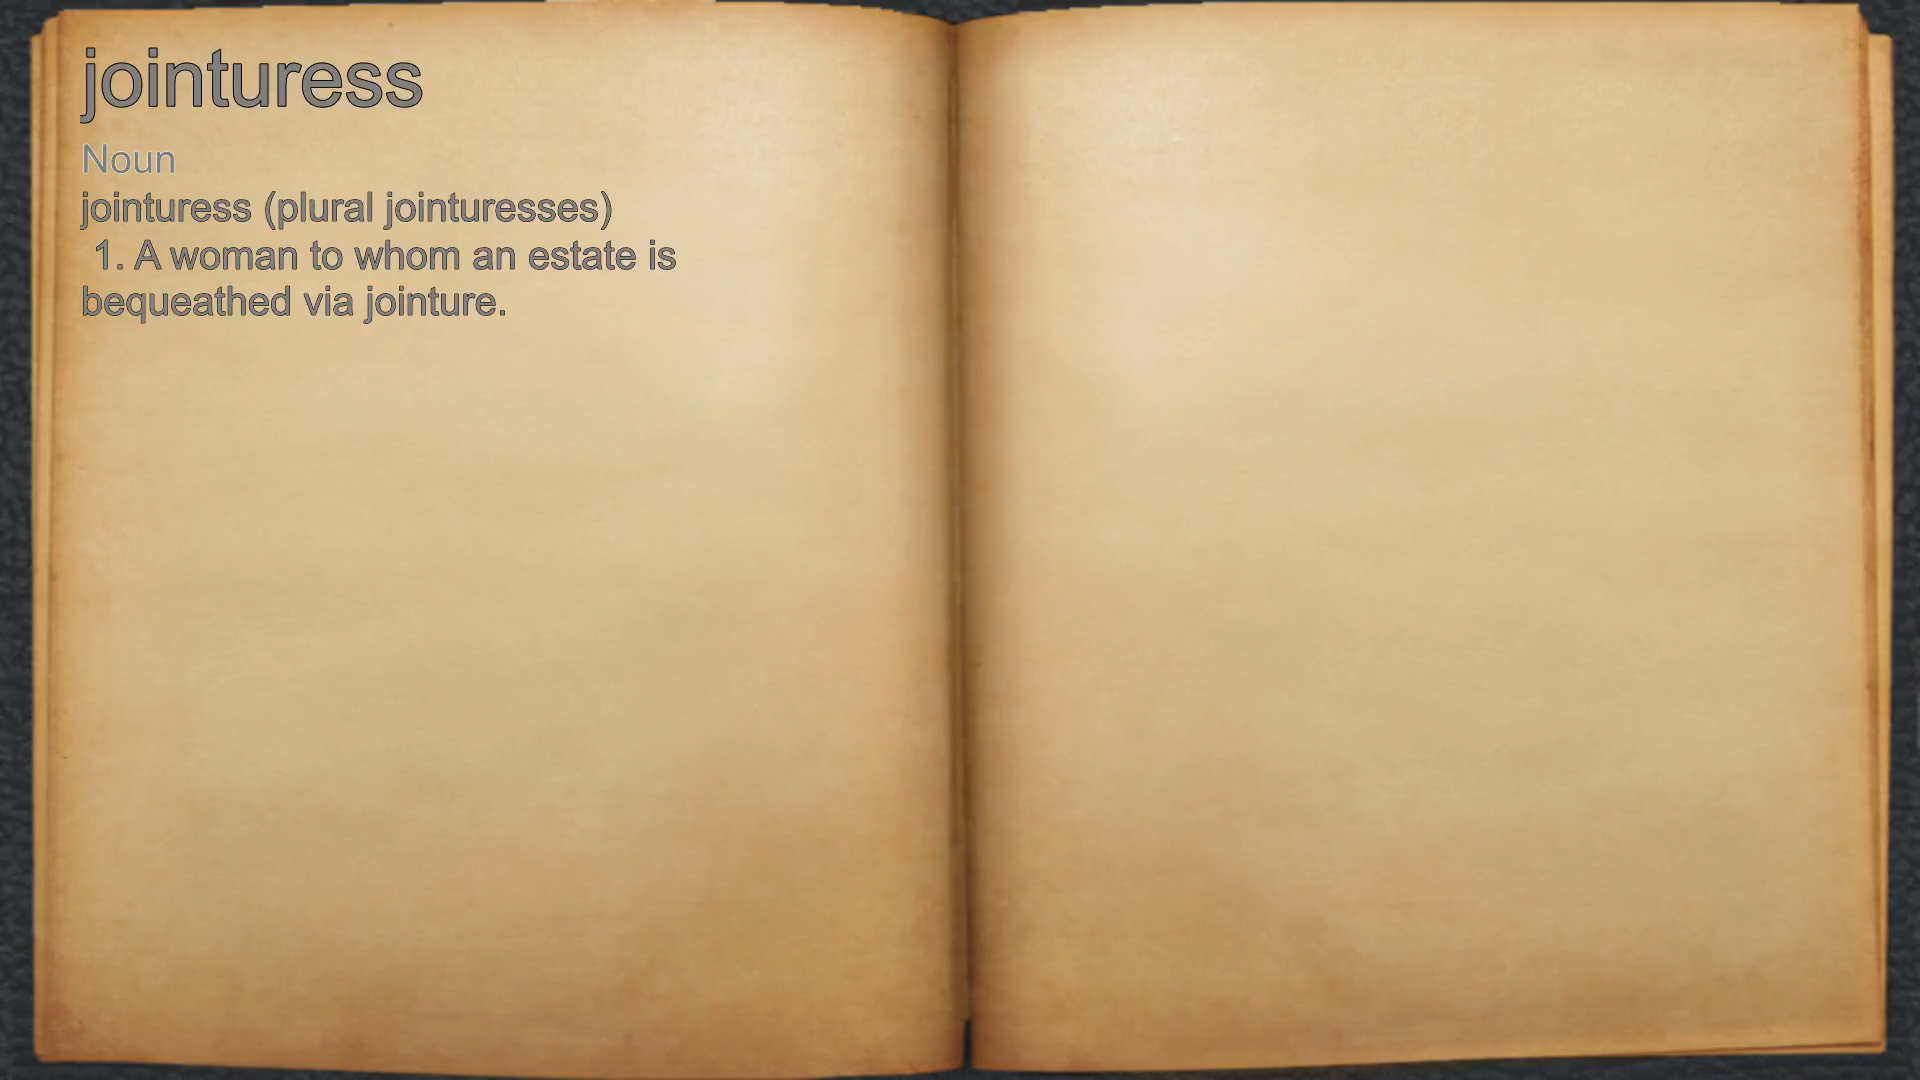 jointuress
Noun
jointuress (plural jointuresses)
1. A woman to whom an estate is
bequeathed via jointure.